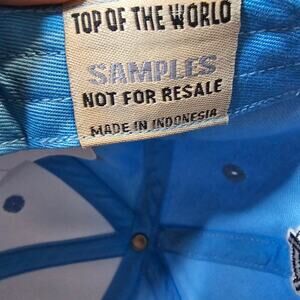 TOP OF THE WORLD
SAMPLES
NOT FOR RESALE
MADE IN INDONESIA